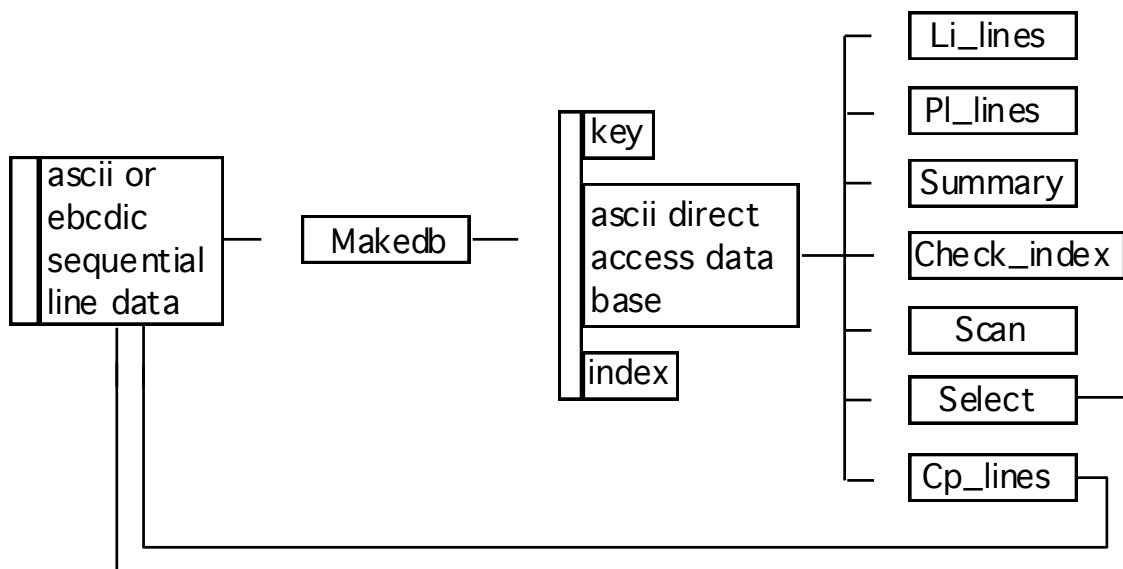 ascii or
ebcdic
sequential
line data
Makedb
key
ascii direct
access data
base
index
Li_lines
Pl_lines
Summary
Check_index
Scan
Select
Cp_lines